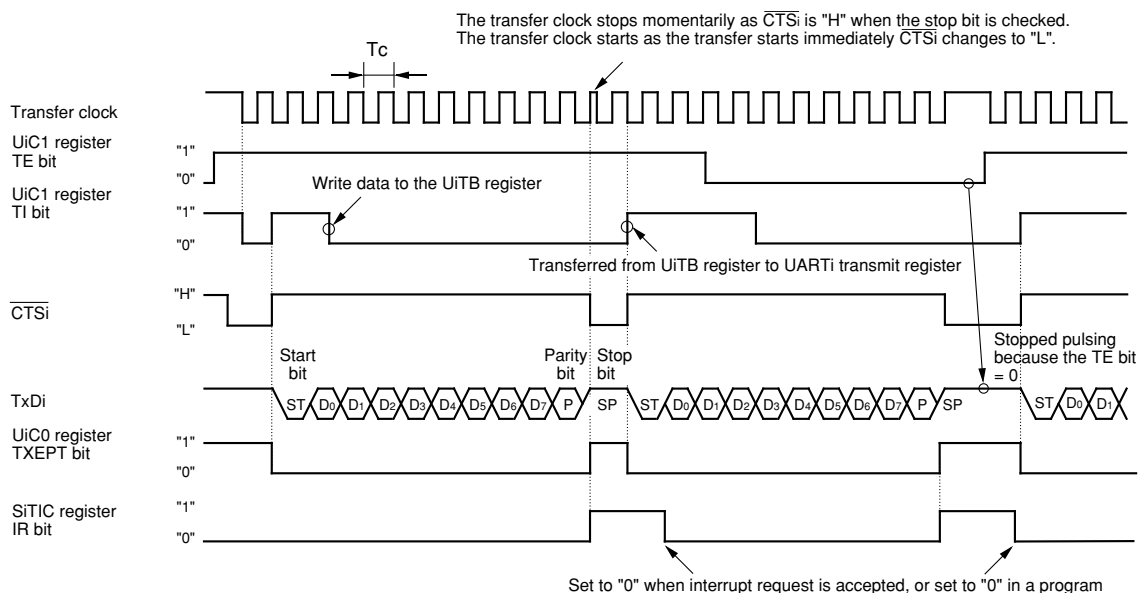 The transfer clock stops momentarily as CTSi is "H" when the stop bit is checked.
The transfer clock starts as the transfer starts immediately CTSi changes to "L".
Tc
Transfer clock
UiC1 register
TE bit
"1"
"0"
Write data to the UiTB register
UiC1 register
TI bit
"1"
"0"
Transferred from UiTB register to UARTi transmit register
CTSi
"H"
"L"
Start
bit
Parity
bit
Stop
bit
Stopped pulsing
because the TE bit
= 0
TxDi
ST D0 D1 D2 D3 D4 D5 D6 D7 P SP ST D0 D1 D2 D3 D4 D5 D6 D7 P SP ST D0 D1
UiC0 register
TXEPT bit
"1"
"0"
SiTIC register
IR bit
"1"
"0"
Set to "0" when interrupt request is accepted, or set to "0" in a program